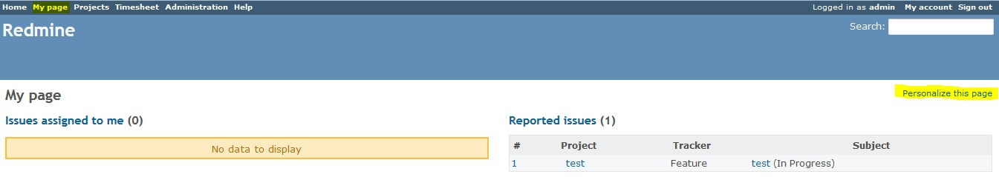 Home My page Projects Timesheet Administration Help Logged in as admin My account Sign out
Redmine Search:
My page Personalize this page
Issues assigned to me (0) Reported issues (1)
No data to display
# Project Tracker Subject
1 test Feature test (In Progress)